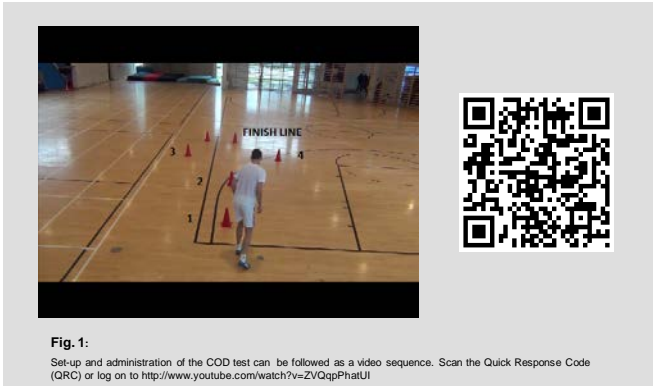 FINISH LINE
3
4
2
1
Fig. 1:
Set-up and administration of the COD test can be followed as a video sequence. Scan the Quick Response Code
(QRC) or log on to http://www.youtube.com/watch?v=ZVQqpPhatUI